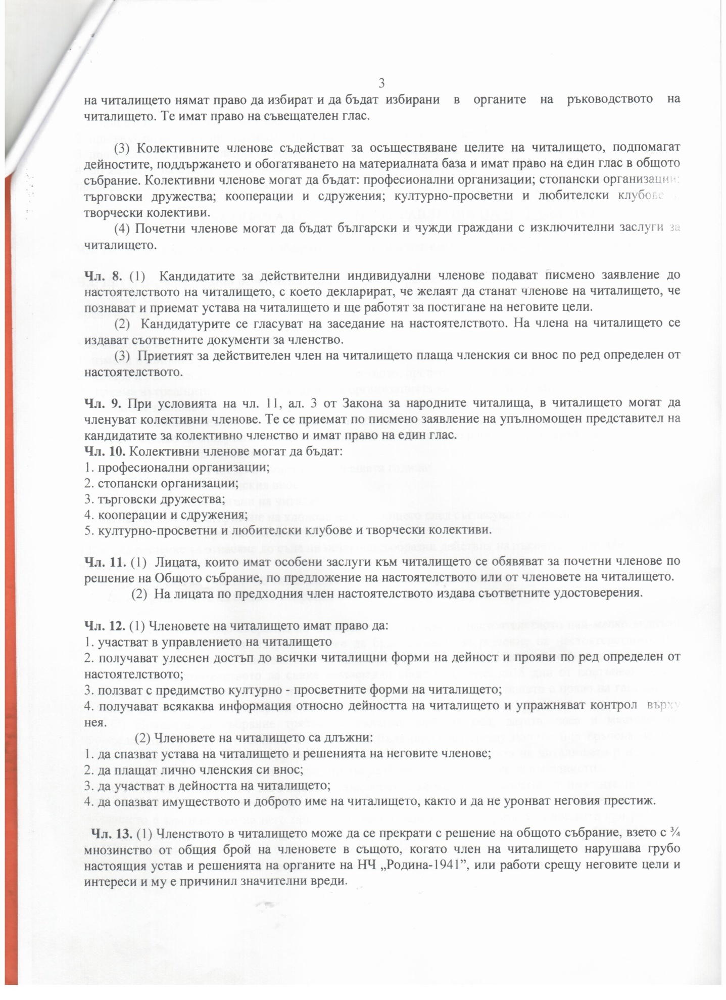 3
на читалището нямат право да избират и да бъдат избирани в органите на ръководството на
читалището. Те имат право на съвещателен глас.
(3) Колективните членове съдействат за осъществяване целите на читалището, подпомагат
дейностите, поддържането и обогатяването на материалната база и имат право на един глас в общото
събрание. Колективни членове могат да бъдат: професионални организации; стопански организации;
търговски дружества; кооперации и сдружения; културно-просветни и любителски клубове и
творчески колективи.
(4) Почетни членове могат да бъдат български и чужди граждани с изключителни заслуги за
читалището.
Чл. 8. (1) Кандидатите за действителни индивидуални членове подават писмено заявление до
настоятелството на читалището, с което декларират, че желаят да станат членове на читалището, че
познават и приемат устава на читалището и ще работят за постигане на неговите цели.
(2) Кандидатурите се гласуват на заседание на настоятелството. На члена на читалището се
издават съответните документи за членство.
(3) Приетият за действителен член на читалището плаща членския си внос по ред определен от
настоятелството.
Чл. 9. При условията на чл. 11, ал. 3 от Закона за народните читалища, в читалището могат да
членуват колективни членове. Те се приемат по писмено заявление на упълномощен представител на
кандидатите за колективно членство и имат право на един глас.
Чл. 10. Колективни членове могат да бъдат:
1. професионални организации;
2. стопански организации;
3. търговски дружества;
4. кооперации и сдружения;
5. културно-просветни и любителски клубове и творчески колективи.
Чл. 11. (1) Лицата, които имат особени заслуги към читалището се обявяват за почетни членове по
решение на Общото събрание, по предложение на настоятелството или от членовете на читалището.
(2) На лицата по предходния член настоятелството издава съответните удостоверения.
Чл. 12. (1) Членовете на читалището имат право да:
1. участват в управлението на читалището
2. получават улеснен достъп до всички читалищни форми на дейност и прояви по ред определен от
настоятелството;
3. ползват с предимство културно - просветните форми на читалището;
4. получават всякаква информация относно дейността на читалището и упражняват контрол върху
нея.
(2) Членовете на читалището са длъжни:
1. да спазват устава на читалището и решенията на неговите членове;
2. да плащат лично членския си внос;
3. да участват в дейността на читалището;
4. да опазват имуществото и доброто име на читалището, както и да не уронват неговия престиж.
Чл. 13. (1) Членството в читалището може да се прекрати с решение на общото събрание, взето с ¾
мнозинство от общия брой на членовете в същото, когато член на читалището нарушава грубо
настоящия устав и решенията на органите на НЧ „Родина-1941”, или работи срещу неговите цели и
интереси и му е причинил значителни вреди.